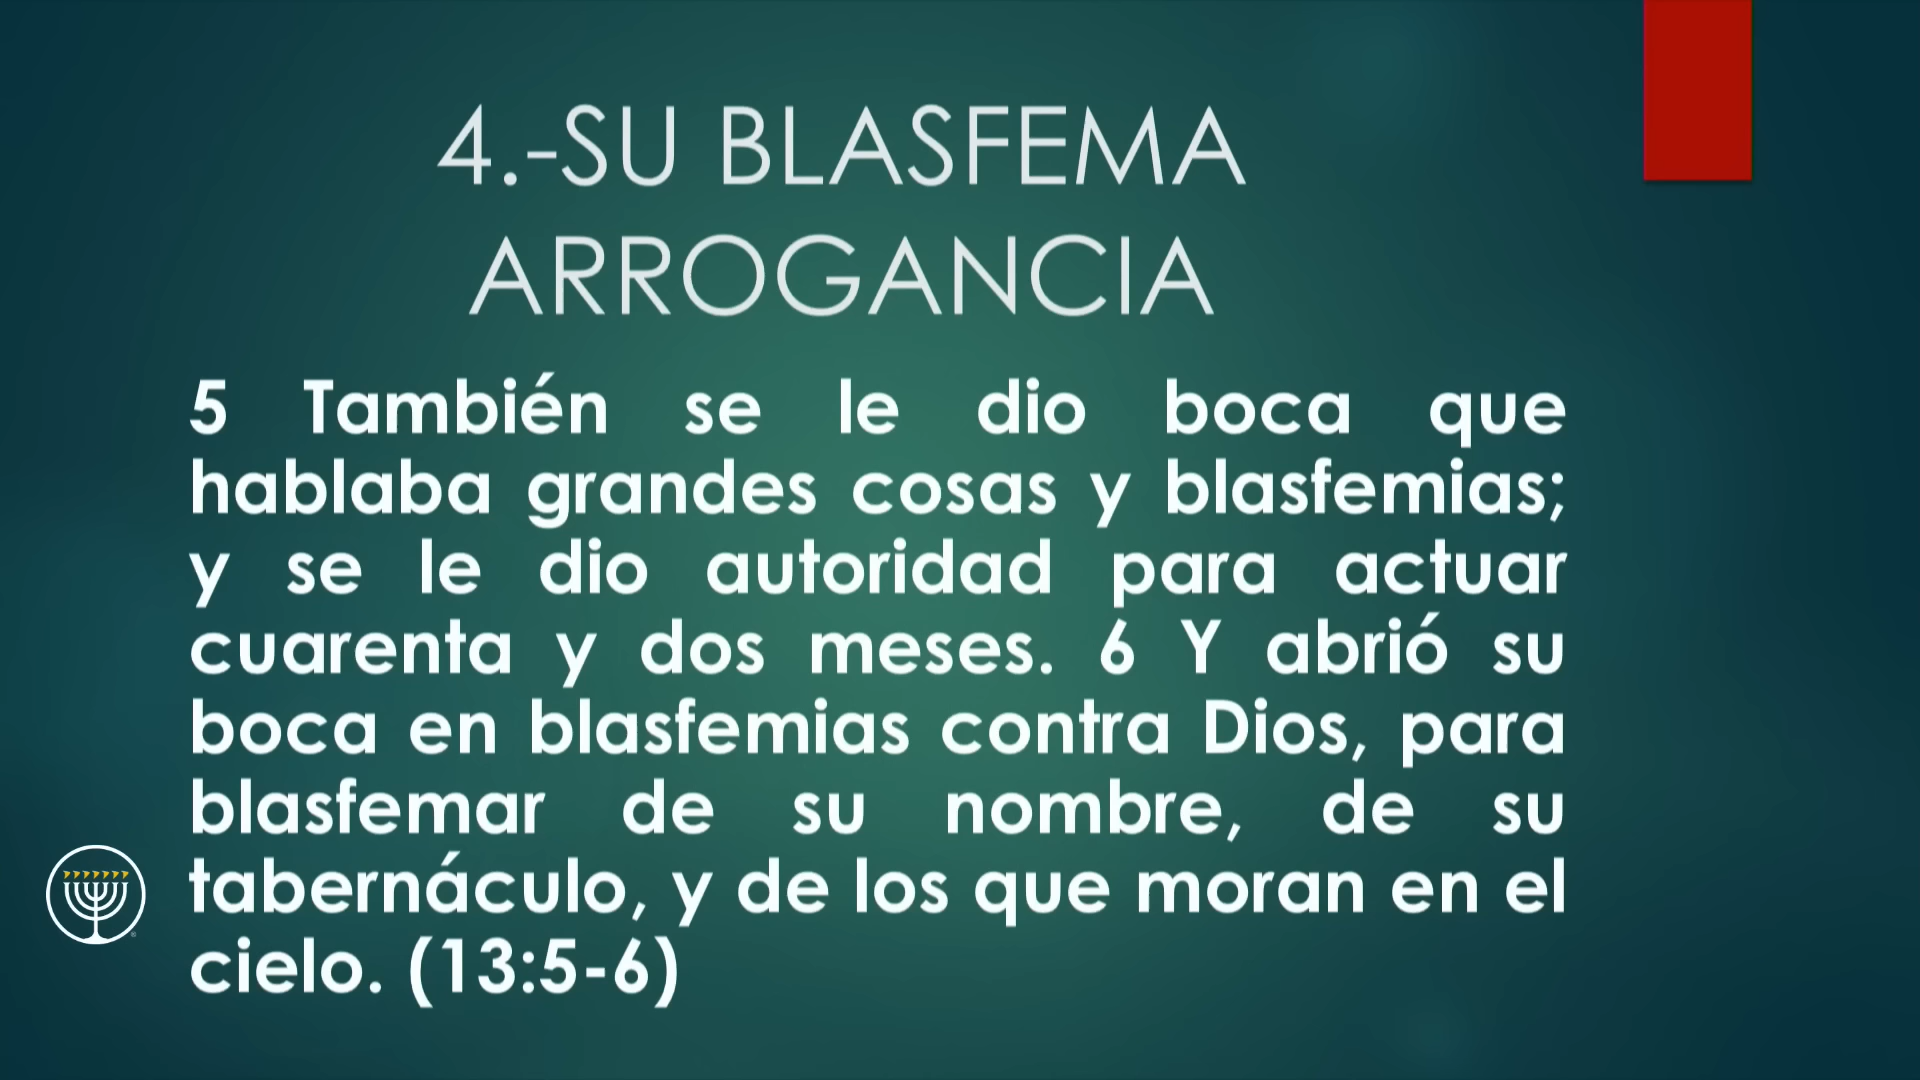 4.-SU BLASFEMA
ARROGANCIA
5 También se le dio boca que
hablaba grandes cosas y blasfemias;
y se le dio autoridad para actuar
cuarenta y dos meses. 6 Y abrió su
boca en blasfemias contra Dios, para
blasfemar de su nombre, de su
tabernáculo, y de los que moran en el
cielo. (13:5-6)